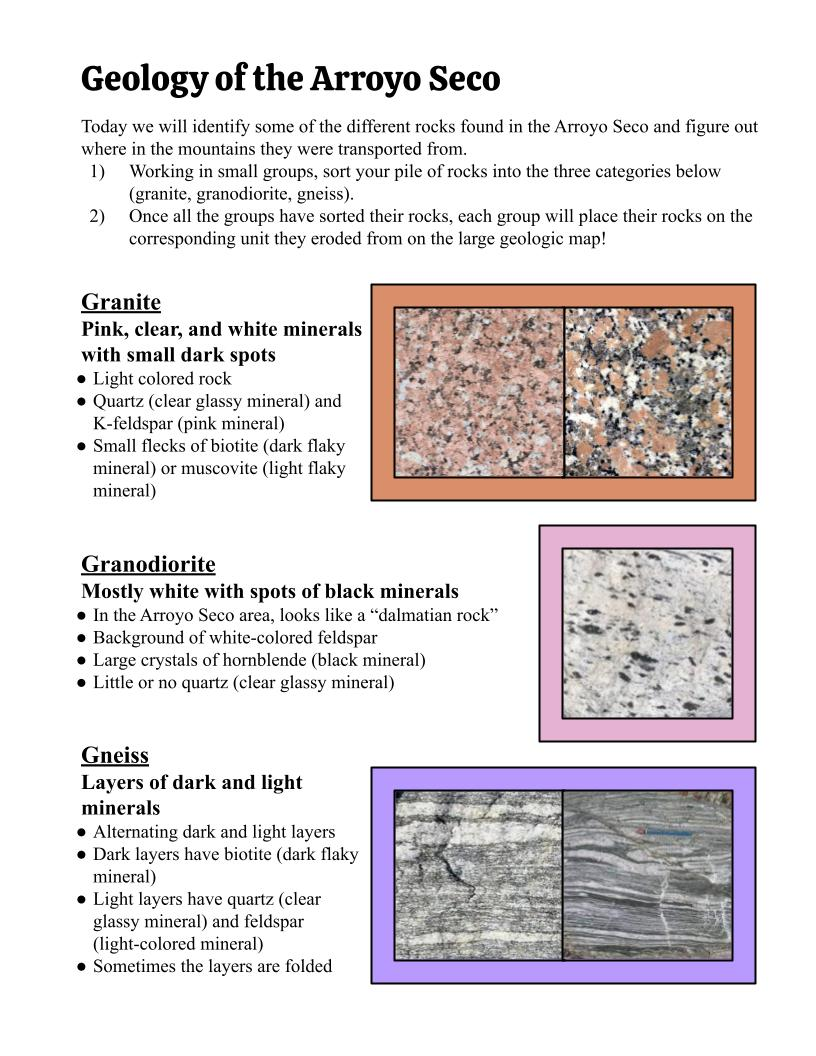 Geology of the Arroyo Seco
Today we will identify some of the different rocks found in the Arroyo Seco and figure out
where in the mountains they were transported from.
1) Working in small groups, sort your pile of rocks into the three categories below
(granite, granodiorite, gneiss).
2) Once all the groups have sorted their rocks, each group will place their rocks on the
corresponding unit they eroded from on the large geologic map!
Granite
Pink, clear, and white minerals
with small dark spots
● Light colored rock
● Quartz (clear glassy mineral) and
K-feldspar (pink mineral)
● Small flecks of biotite (dark flaky
mineral) or muscovite (light flaky
mineral)
Granodiorite
Mostly white with spots of black minerals
● In the Arroyo Seco area, looks like a “dalmatian rock”
● Background of white-colored feldspar
● Large crystals of hornblende (black mineral)
● Little or no quartz (clear glassy mineral)
Gneiss
Layers of dark and light
minerals
● Alternating dark and light layers
● Dark layers have biotite (dark flaky
mineral)
● Light layers have quartz (clear
glassy mineral) and feldspar
(light-colored mineral)
● Sometimes the layers are folded